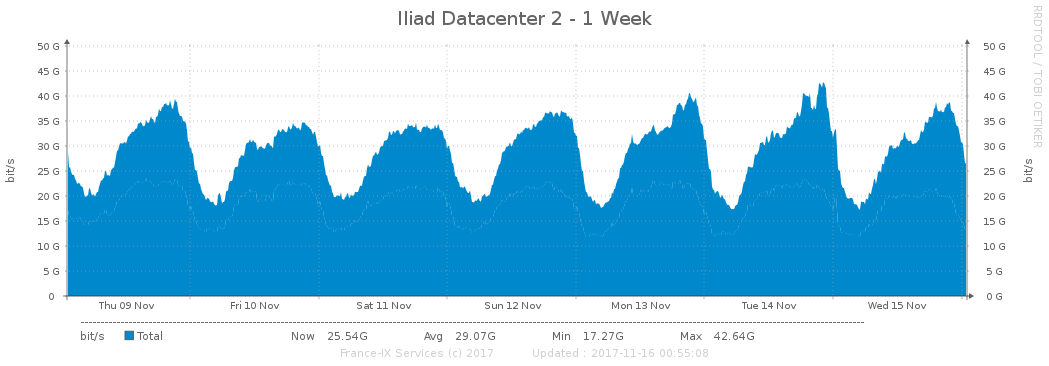 Iliad Datacenter 2 - 1 Week
RRDTOOL / TOBI OETIKER
bit/s
50 G 50 G
45 G 45 G
40 G 40 G
35 G 35 G
30 G 30 G
25 G 25 G
20 G 20 G
15 G 15 G
10 G 10 G
5 G 5 G
0 0 G
bit/s
Thu 09 Nov Fri 10 Nov Sat 11 Nov Sun 12 Nov Mon 13 Nov Tue 14 Nov Wed 15 Nov
bit/s Total Now 25.54G Avg 29.07G Min 17.27G Max 42.64G
France-IX Services (c) 2017 Updated : 2017-11-16 00:55:08